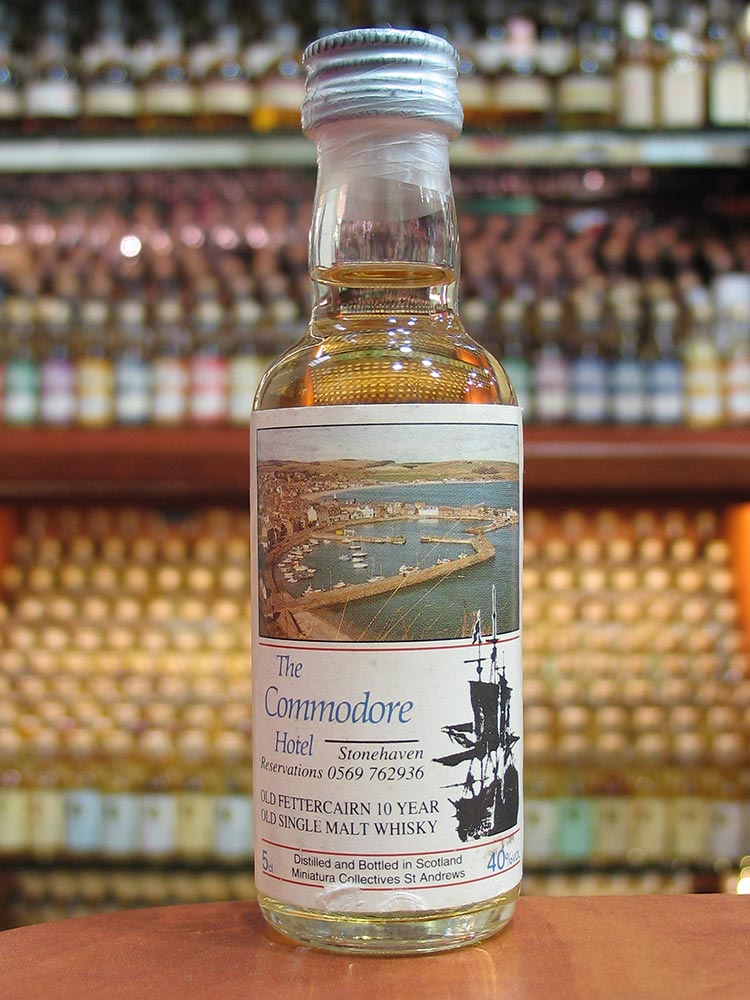 The
Commodore
Hotel Stonehaven
Reservations 0569 762936
OLD FETTERCAIRN 10 YEAR
OLD SINGLE MALT WHISKY
5cl Distilled and Bottled in Scotland 40%VOL
Miniatura Collectives St Andrews